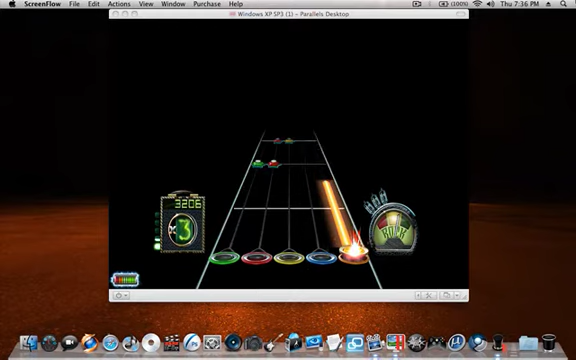 ScreenFlow File Edit Actions View Window Purchase Help (100%) Thu 7:36 PM
Windows XP SP3 (1) - Parallels Desktop
3206
3
ROCK